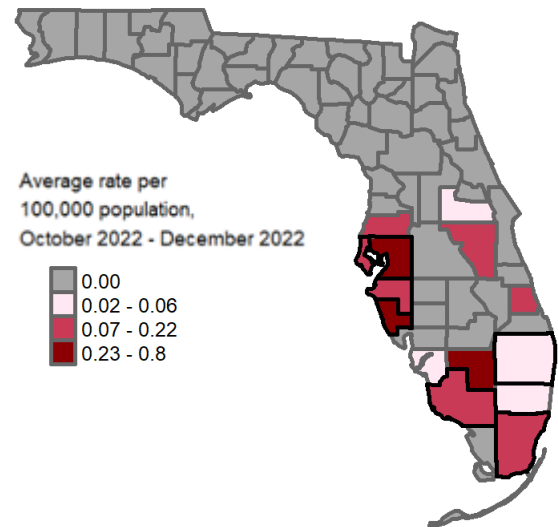 Average rate per
100,000 population,
October 2022 - December 2022
0.00
0.02 - 0.06
0.07 - 0.22
0.23 - 0.8